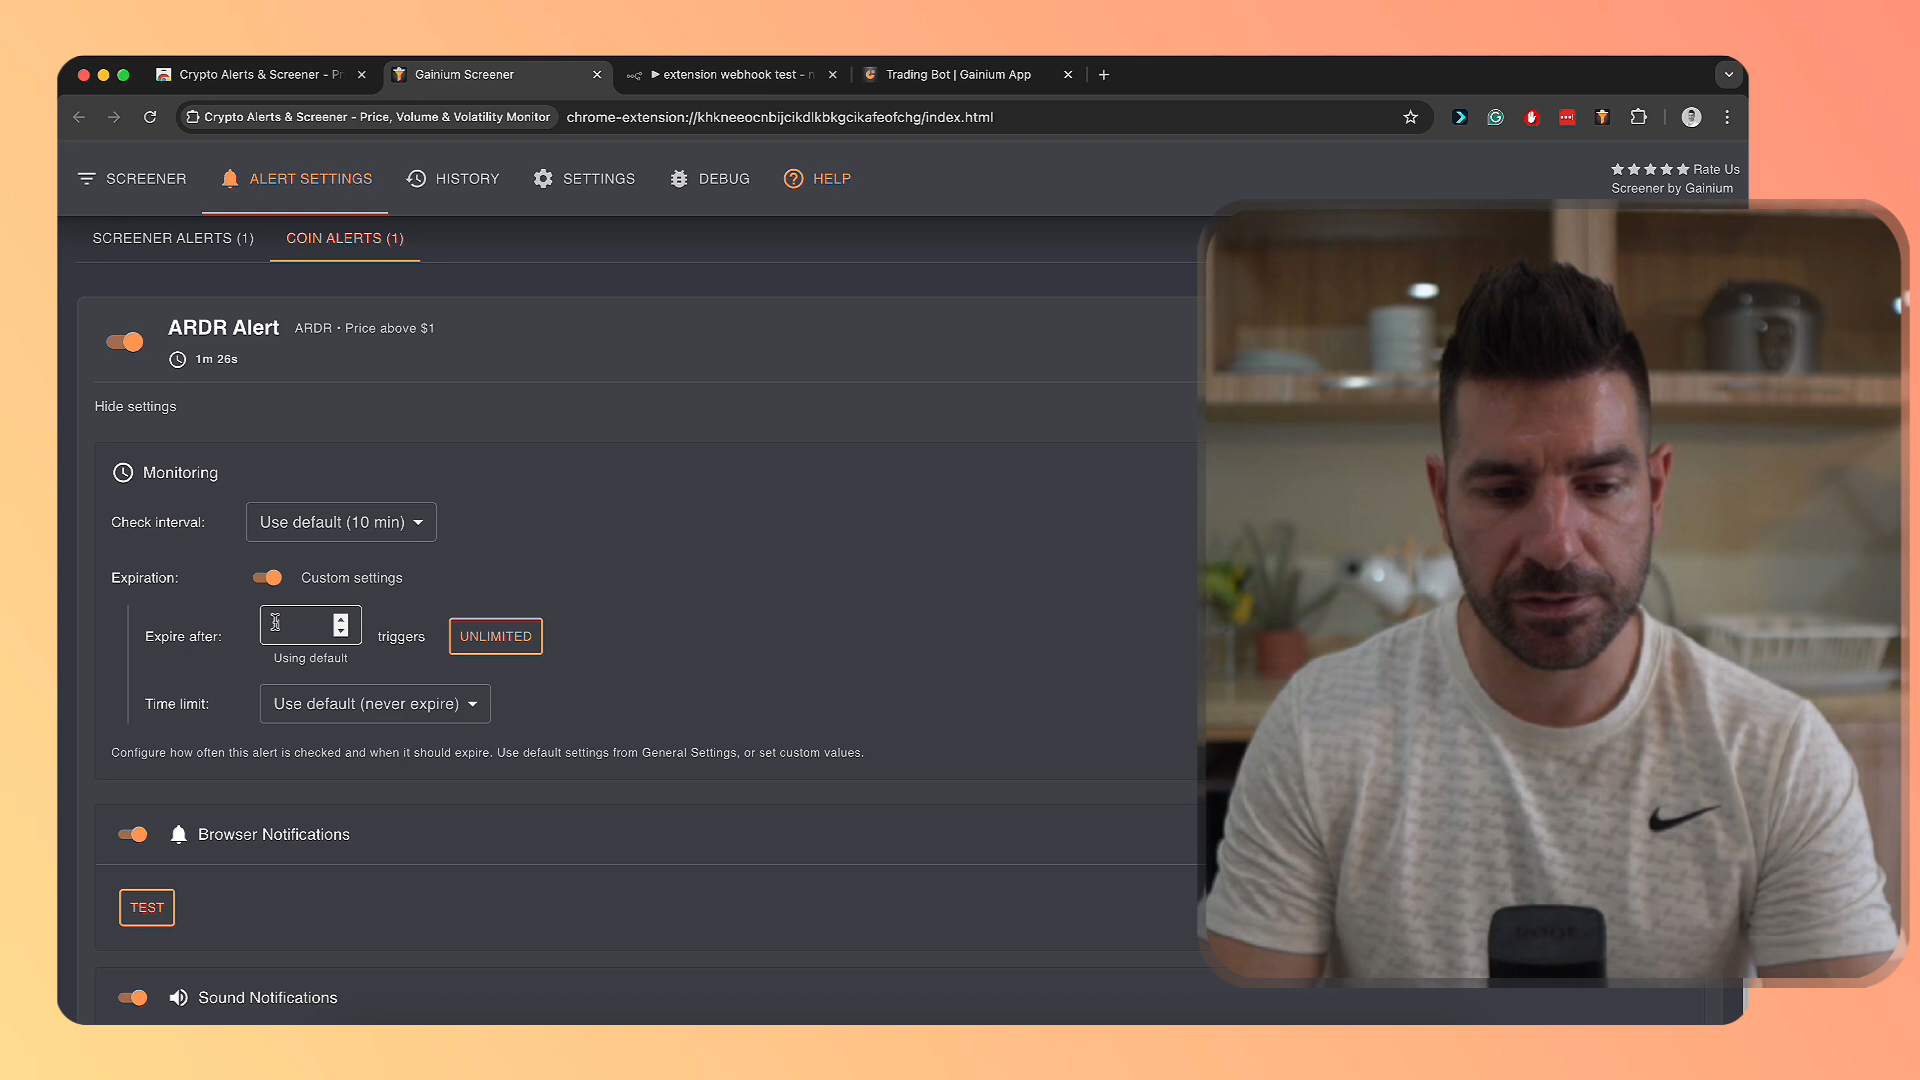 Crypto Alerts & Screener - Pr
Gainium Screener
extension webhook test - n
Trading Bot | Gainium App
Crypto Alerts & Screener - Price, Volume & Volatility Monitor
chrome-extension://khkneeocnbijcikdlkbkgcikafeofchg/index.html
SCREENER
ALERT SETTINGS
HISTORY
SETTINGS
DEBUG
HELP
Rate Us
Screener by Gainium
SCREENER ALERTS (1)
COIN ALERTS (1)
ARDR Alert
ARDR • Price above $1
1m 26s
Hide settings
Monitoring
Check interval:
Use default (10 min)
Expiration:
Custom settings
Expire after:
triggers
UNLIMITED
Using default
Time limit:
Use default (never expire)
Configure how often this alert is checked and when it should expire. Use default settings from General Settings, or set custom values.
Browser Notifications
TEST
Sound Notifications